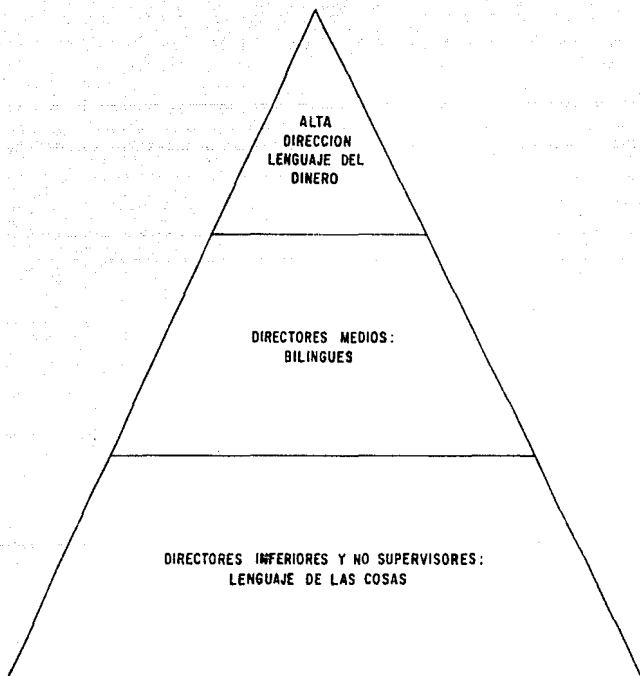 ALTA
DIRECCION
LENGUAJE DEL
DINERO
DIRECTORES MEDIOS:
BILINGUES
DIRECTORES INFERIORES Y NO SUPERVISORES:
LENGUAJE DE LAS COSAS